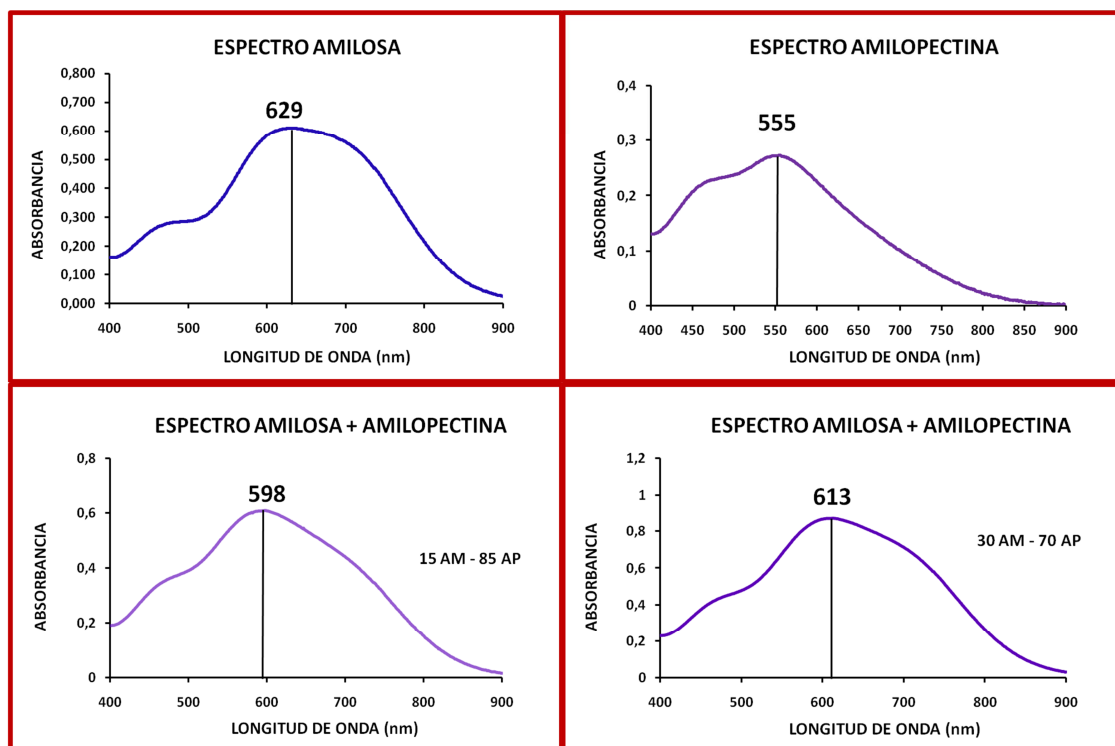 ESPECTRO AMILOSA
0,800
0,700
0,600
0,500
0,400
0,300
0,200
0,100
0,000
629
ABSORBANCIA
400 500 600 700 800 900
LONGITUD DE ONDA (nm)
ESPECTRO AMILOPECTINA
0,4
0,3
0,2
0,1
0
555
ABSORBANCIA
400 450 500 550 600 650 700 750 800 850 900
LONGITUD DE ONDA (nm)
ESPECTRO AMILOSA + AMILOPECTINA
0,8
0,6
0,4
0,2
0
598
15 AM - 85 AP
ABSORBANCIA
400 500 600 700 800 900
LONGITUD DE ONDA (nm)
ESPECTRO AMILOSA + AMILOPECTINA
1,2
1
0,8
0,6
0,4
0,2
0
613
30 AM - 70 AP
ABSORBANCIA
400 500 600 700 800 900
LONGITUD DE ONDA (nm)